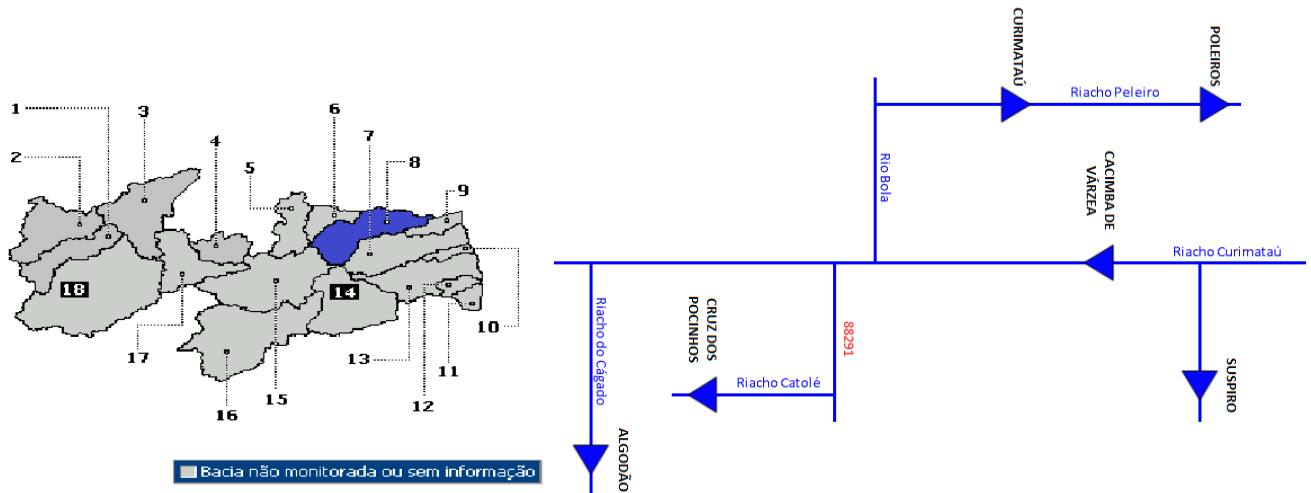 1
2
3
4
5
6
7
8
9
10
11
12
13
14
15
16
17
18
Bacia não monitorada ou sem informação
CURIMATAÚ
POLEIROS
Riacho Peleiro
Rio Bola
CACIMBA DE
VÁRZEA
Riacho Curimataú
Riacho do Cágado
CRUZ DOS
POCINHOS
88291
Riacho Catolé
SUSPIRO
ALGODÃO